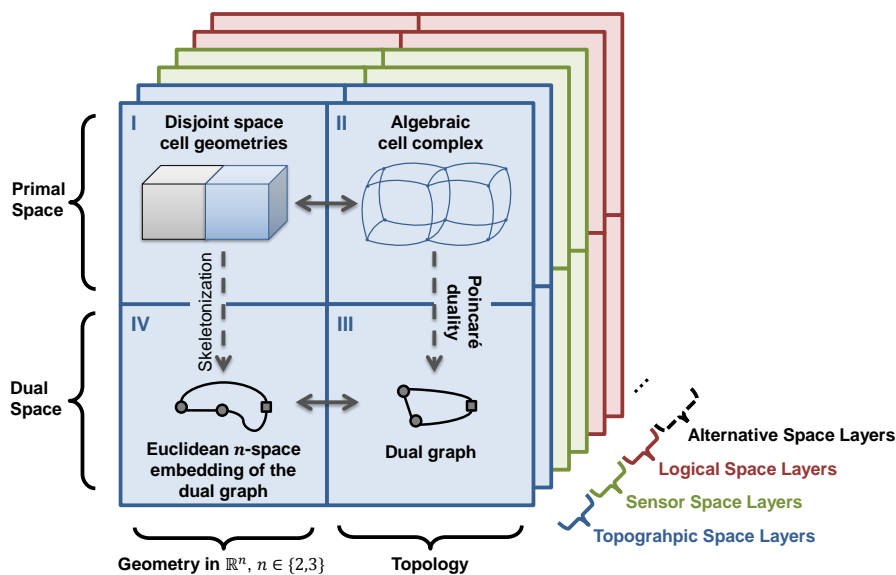 I
Disjoint space
cell geometries
II
Algebraic
cell complex
Primal
Space
Skeletonization
Poincaré
duality
IV
III
Dual
Space
Euclidean n-space
embedding of the
dual graph
Dual graph
...
Alternative Space Layers
Logical Space Layers
Sensor Space Layers
Topograhpic Space Layers
Geometry in ℝⁿ, n ∈ {2,3}
Topology